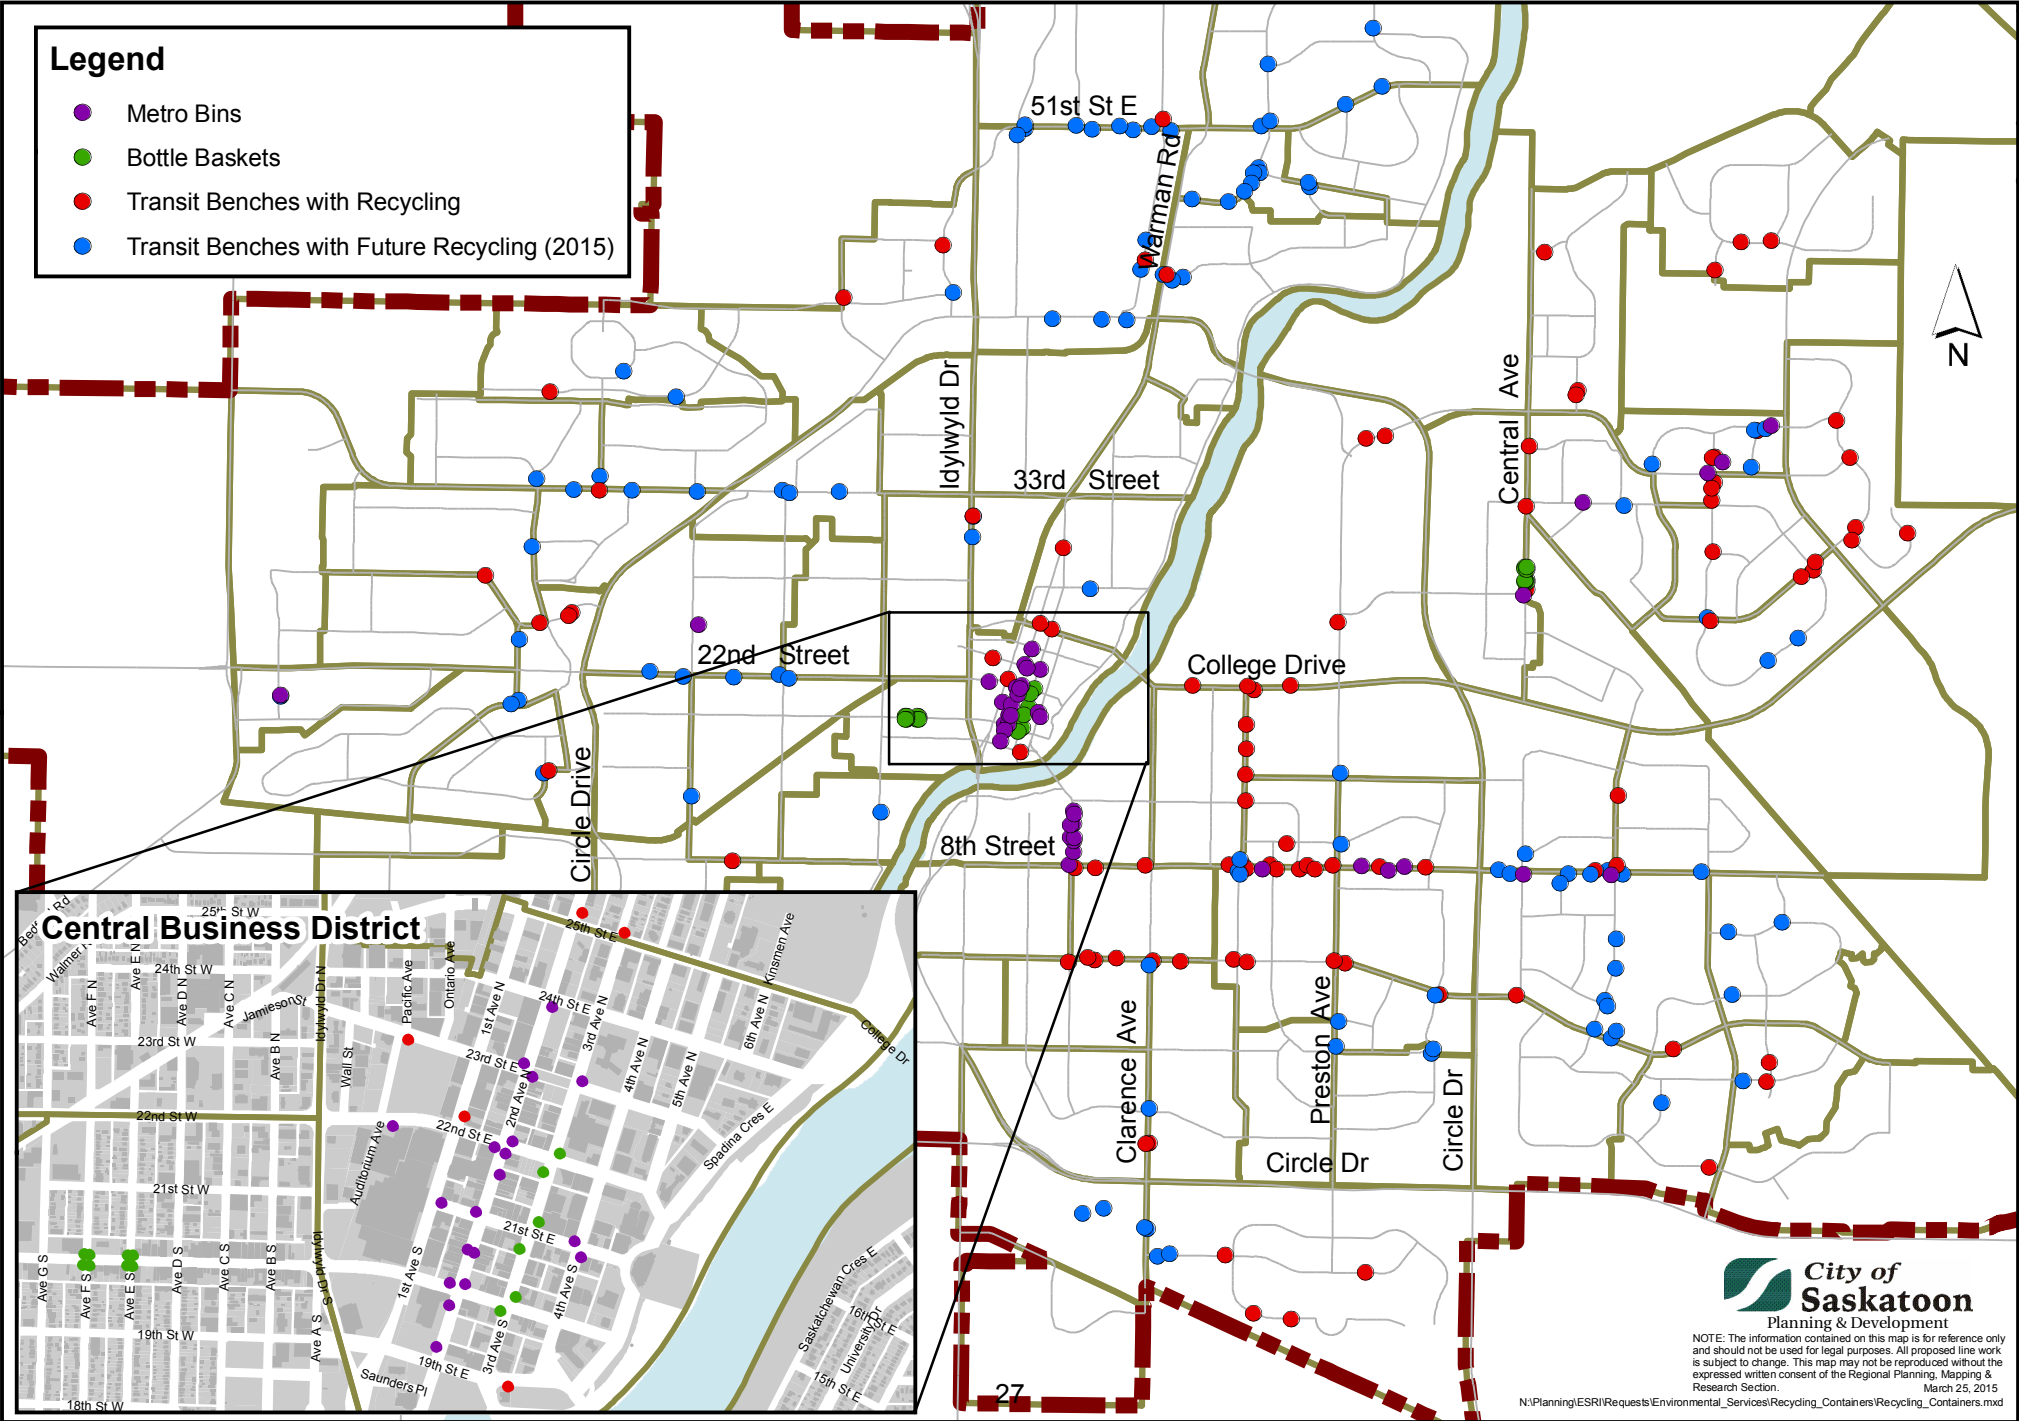 Legend
Metro Bins
Bottle Baskets
Transit Benches with Recycling
Transit Benches with Future Recycling (2015)
51st St E
Warman Rd
Idylwyld Dr
33rd Street
Central Ave
N
22nd Street
College Drive
Circle Drive
8th Street
Clarence Ave
Preston Ave
Circle Dr
Circle Dr
27
Central Business District
25th St W
Walmer R
24th St W
Jamieson St
23rd St W
22nd St W
21st St W
19th St W
18th St W
Ave F N
Ave E N
Ave D N
Ave C N
Ave B N
Idylwyld Dr N
Wall St
Pacific Ave
Ontario Ave
1st Ave N
2nd Ave N
3rd Ave N
4th Ave N
5th Ave N
6th Ave N
Kinsmen Ave
25th St E
24th St E
23rd St E
22nd St E
21st St E
19th St E
College Dr
Spadina Cres E
Auditorium Ave
Ave G S
Ave F S
Ave E S
Ave D S
Ave C S
Ave B S
Ave A S
Idylwyld Dr S
1st Ave S
3rd Ave S
4th Ave S
Saunders Pl
Saskatchewan Cres E
University Dr
16th St E
15th St E
City of
Saskatoon
Planning & Development
NOTE: The information contained on this map is for reference only
and should not be used for legal purposes. All proposed line work
is subject to change. This map may not be reproduced without the
expressed written consent of the Regional Planning, Mapping &
Research Section.
March 25, 2015
N:\Planning\ESRI\Requests\Environmental_Services\Recycling_Containers\Recycling_Containers.mxd